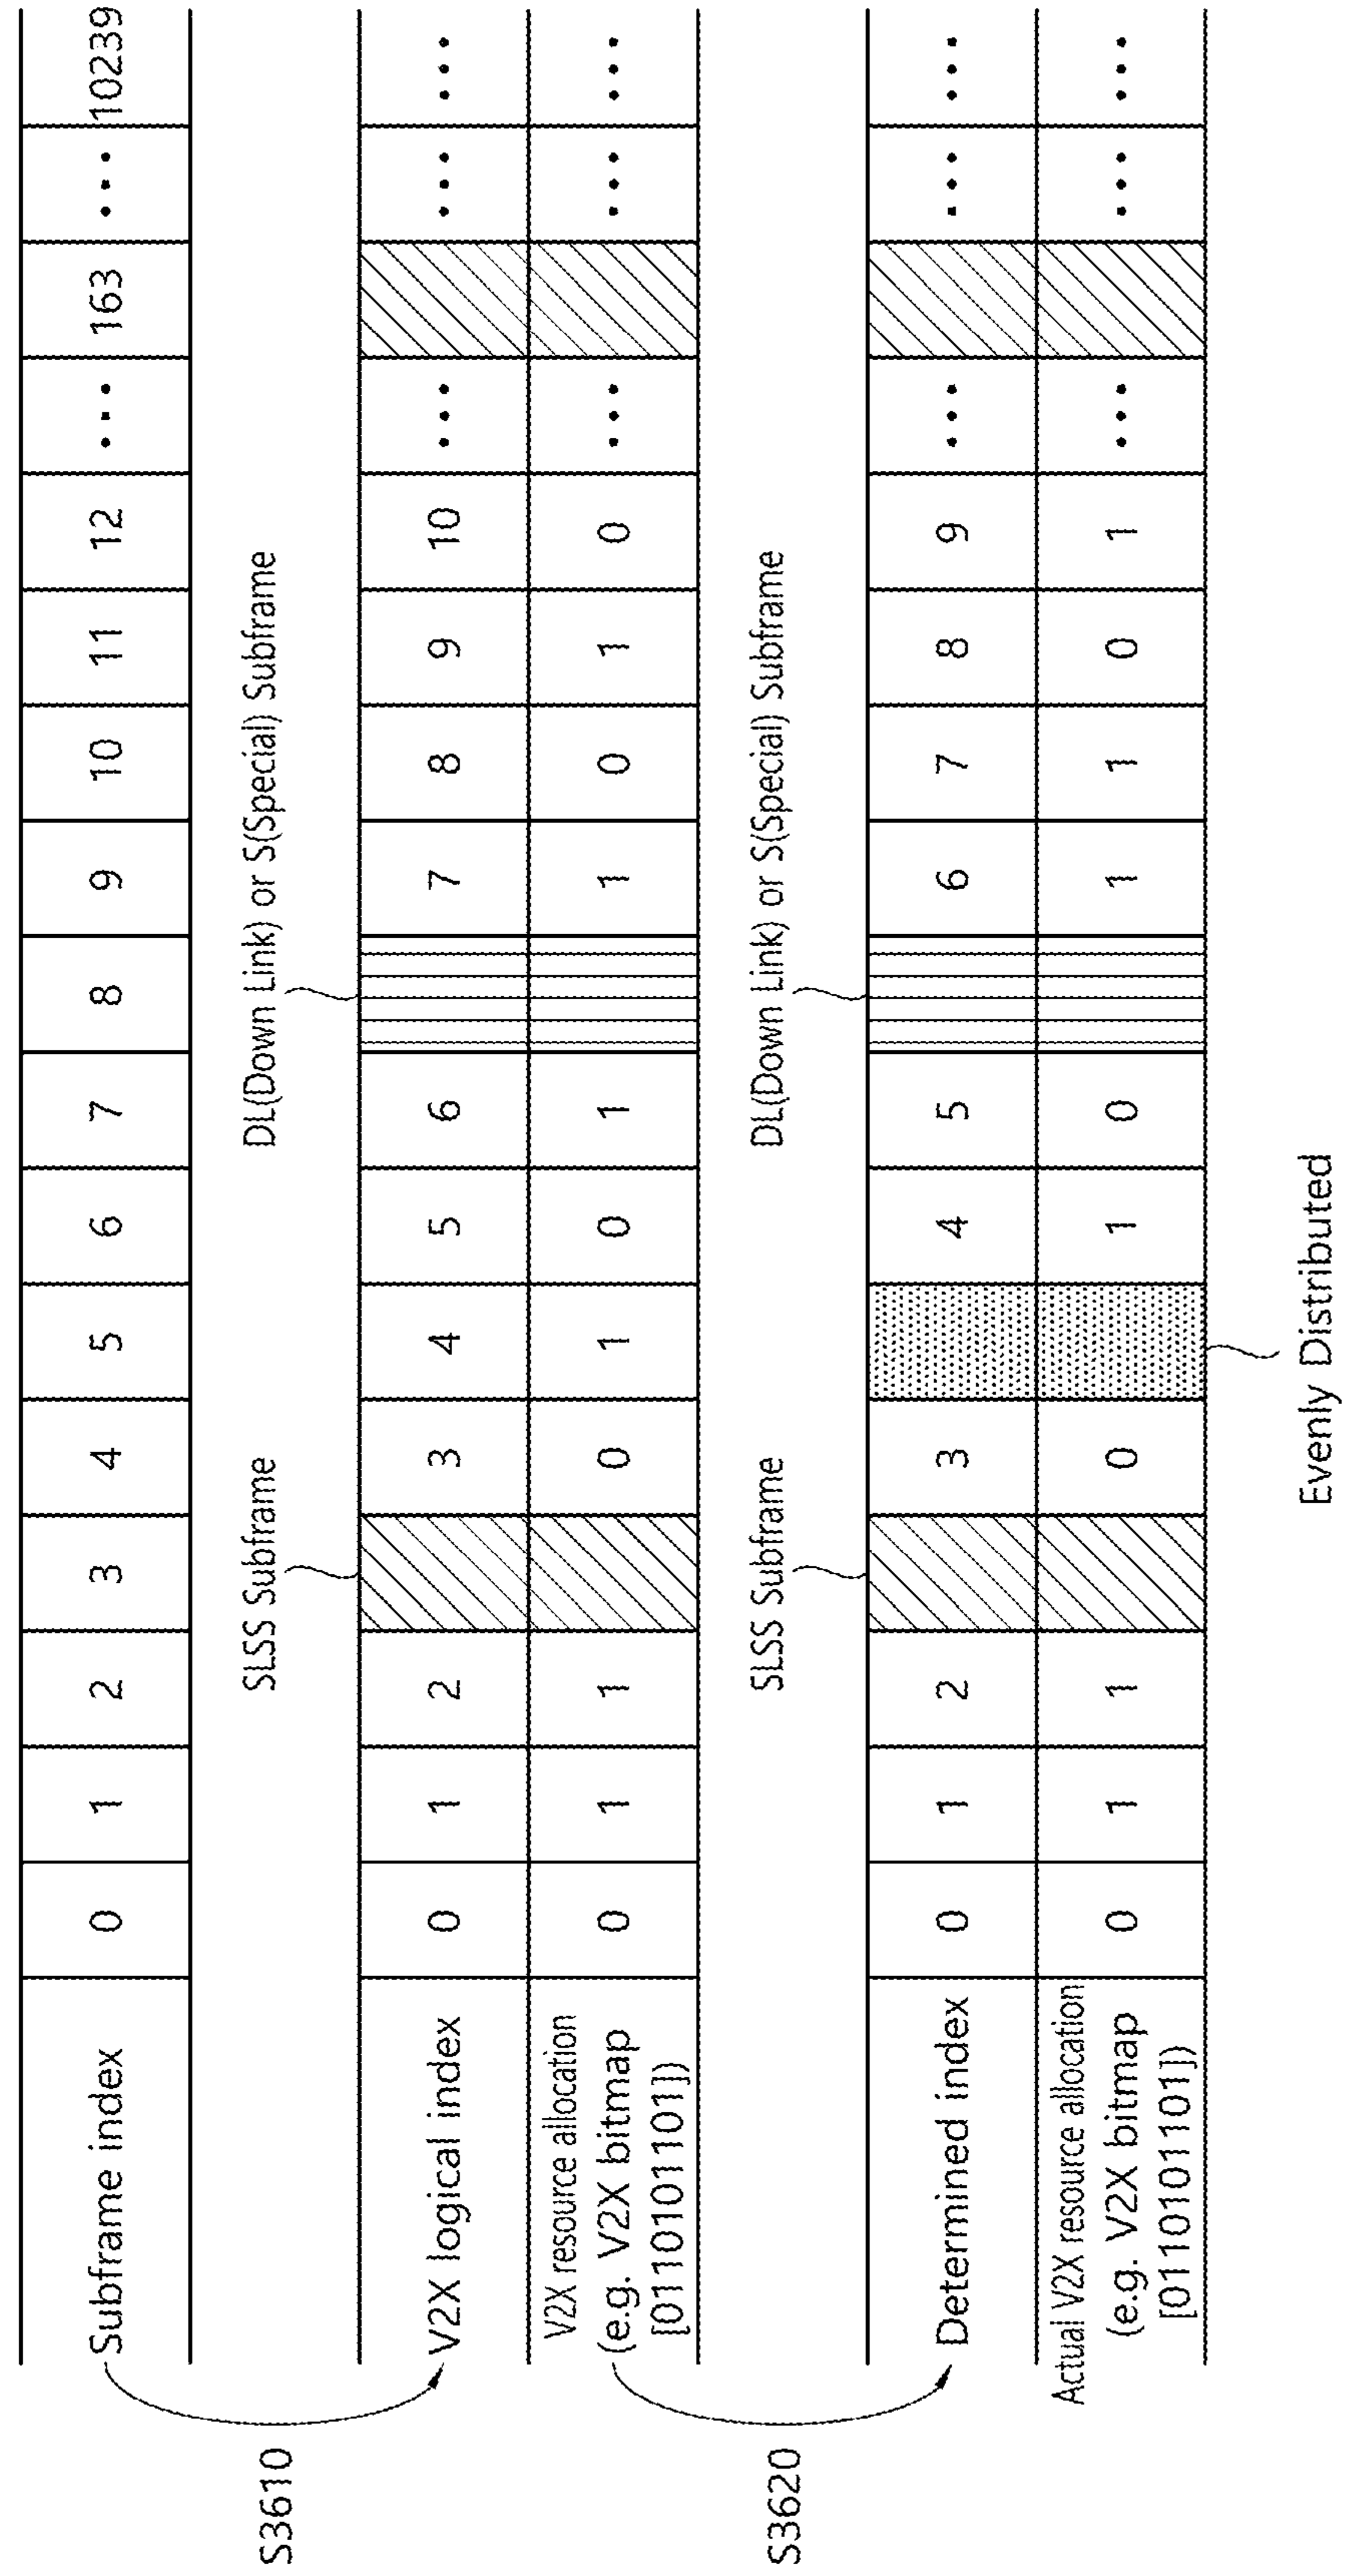 Subframe index 0 1 2 3 4 5 6 7 8 9 10 11 12 ••• 163 ••• 10239
S3610
SLSS Subframe DL(Down Link) or S(Special) Subframe
V2X logical index 0 1 2 3 4 5 6 7 8 9 10 ••• ••• •••
V2X resource allocation
(e.g. V2X bitmap 0 1 1 0 1 0 1 1 0 1 0 ••• ••• •••
[0110101101])
S3620
SLSS Subframe DL(Down Link) or S(Special) Subframe
Determined index 0 1 2 3 4 5 6 7 8 9 ••• ••• •••
Actual V2X resource allocation
(e.g. V2X bitmap 0 1 1 0 1 0 1 1 0 1 ••• ••• •••
[0110101101])
Evenly Distributed